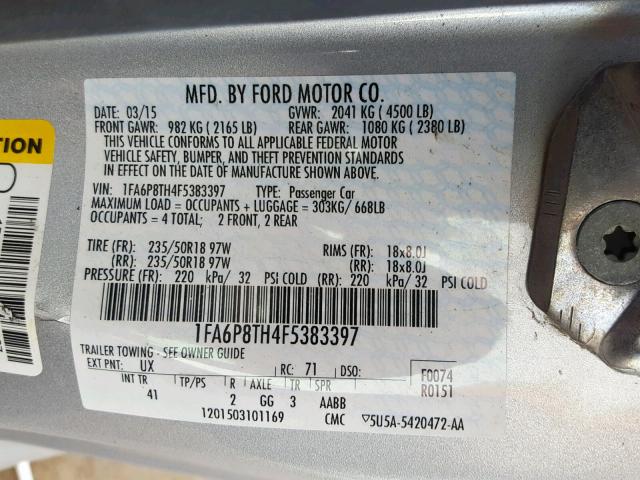 MFD. BY FORD MOTOR CO.
DATE: 03/15 GVWR: 2041 KG ( 4500 LB)
FRONT GAWR: 982 KG ( 2165 LB) REAR GAWR: 1080 KG ( 2380 LB)
THIS VEHICLE CONFORMS TO ALL APPLICABLE FEDERAL MOTOR
VEHICLE SAFETY, BUMPER, AND THEFT PREVENTION STANDARDS
IN EFFECT ON THE DATE OF MANUFACTURE SHOWN ABOVE.
VIN: 1FA6P8TH4F5383397 TYPE: Passenger Car
MAXIMUM LOAD = OCCUPANTS + LUGGAGE = 303KG/ 668LB
OCCUPANTS = 4 TOTAL; 2 FRONT, 2 REAR
TIRE (FR): 235/50R18 97W RIMS (FR): 18x8.0J
(RR): 235/50R18 97W (RR): 18x8.0J
PRESSURE (FR): 220 kPa/ 32 PSI COLD (RR): 220 kPa/ 32 PSI COLD
1FA6P8TH4F5383397
TRAILER TOWING - SEE OWNER GUIDE
EXT PNT: UX RC: 71 DSO: F0074
R0151
INT TR TP/PS R AXLE TR SPR
41 2 GG 3 AABB
1201503101169 CMC 5U5A-5420472-AA